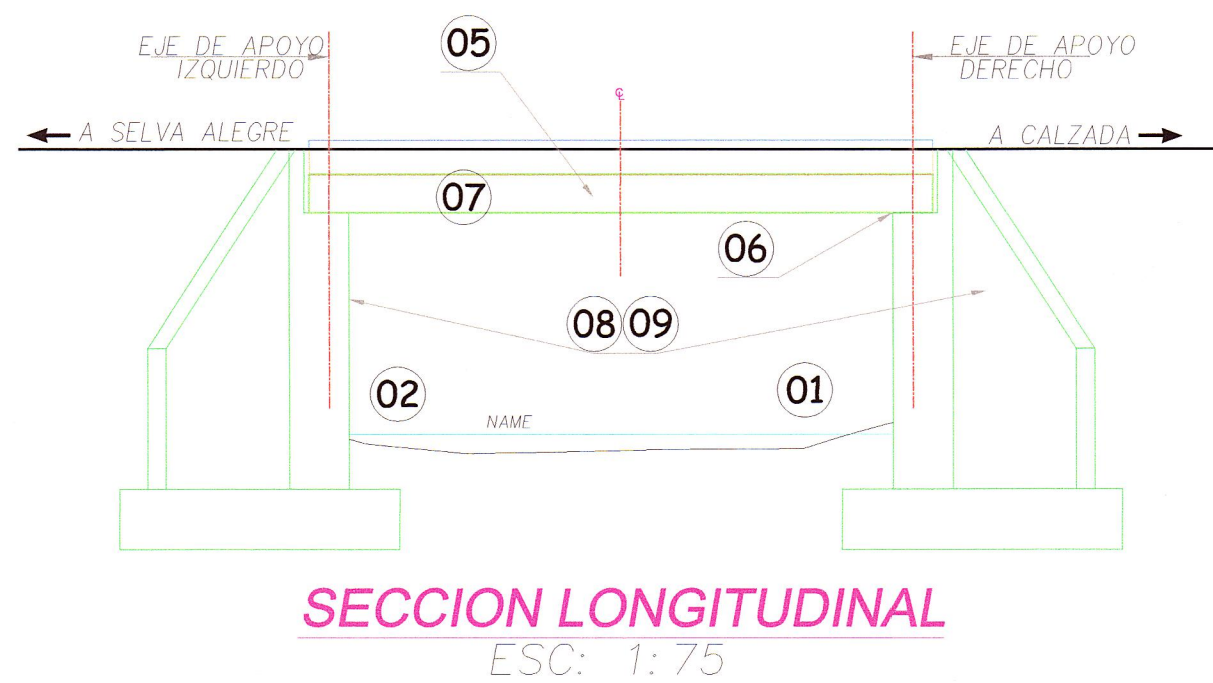 EJE DE APOYO
IZQUIERDO
05
EJE DE APOYO
DERECHO
℄
A SELVA ALEGRE
A CALZADA
07
06
08 09
02
01
NAME
SECCION LONGITUDINAL
ESC: 1:75